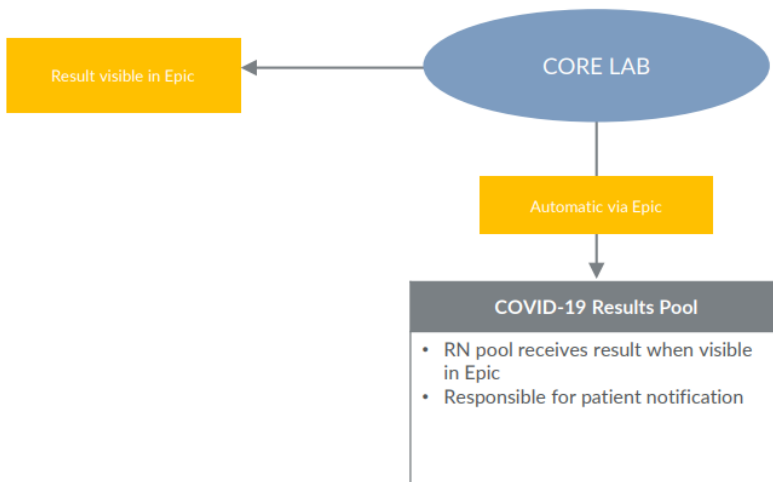 CORE LAB
Result visible in Epic
Automatic via Epic
COVID-19 Results Pool
• RN pool receives result when visible
in Epic
• Responsible for patient notification